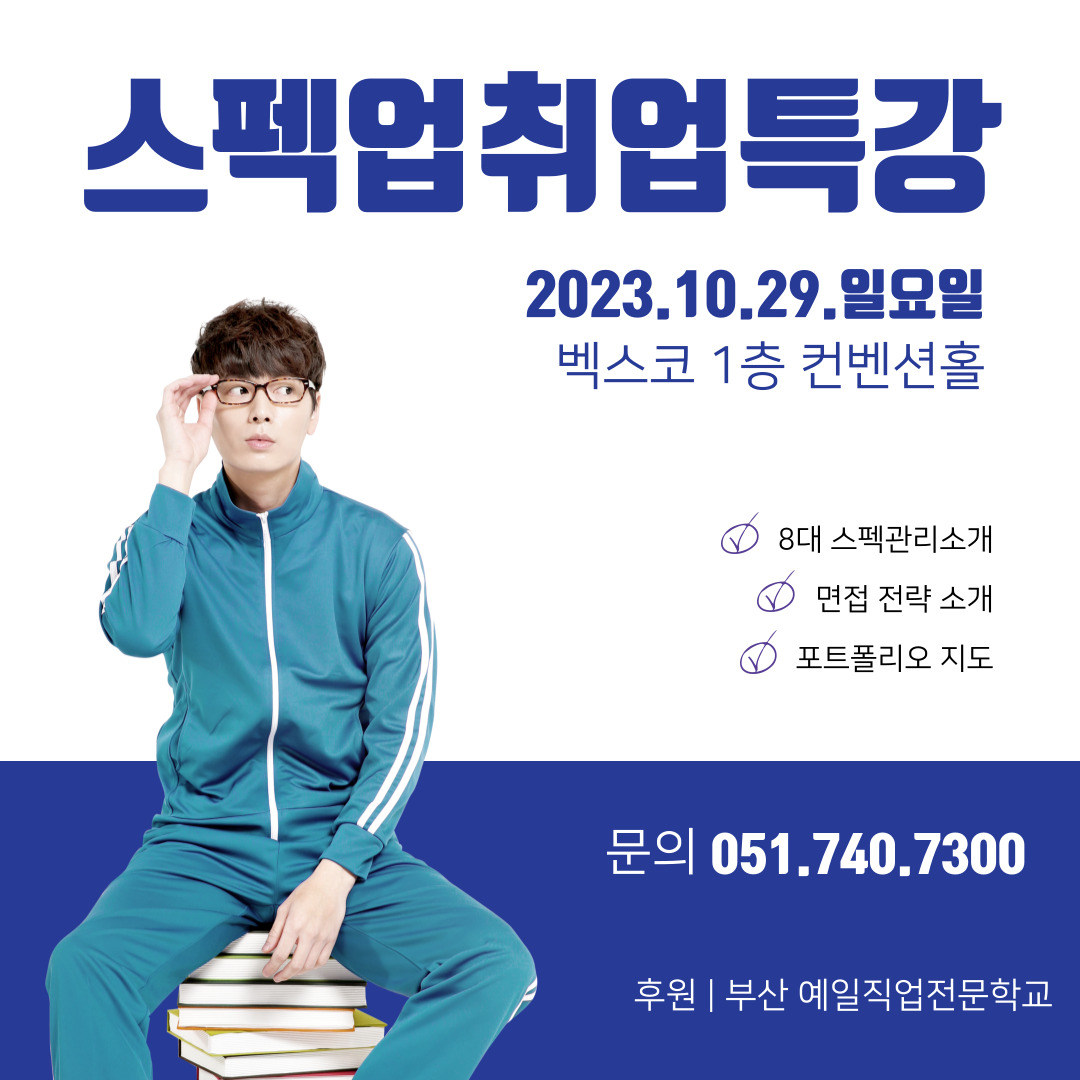 스펙업취업특강
2023.10.29.일요일
벡스코 1층 컨벤션홀
8대 스펙관리소개
면접 전략 소개
포트폴리오 지도
문의 051.740.7300
후원 | 부산 예일직업전문학교